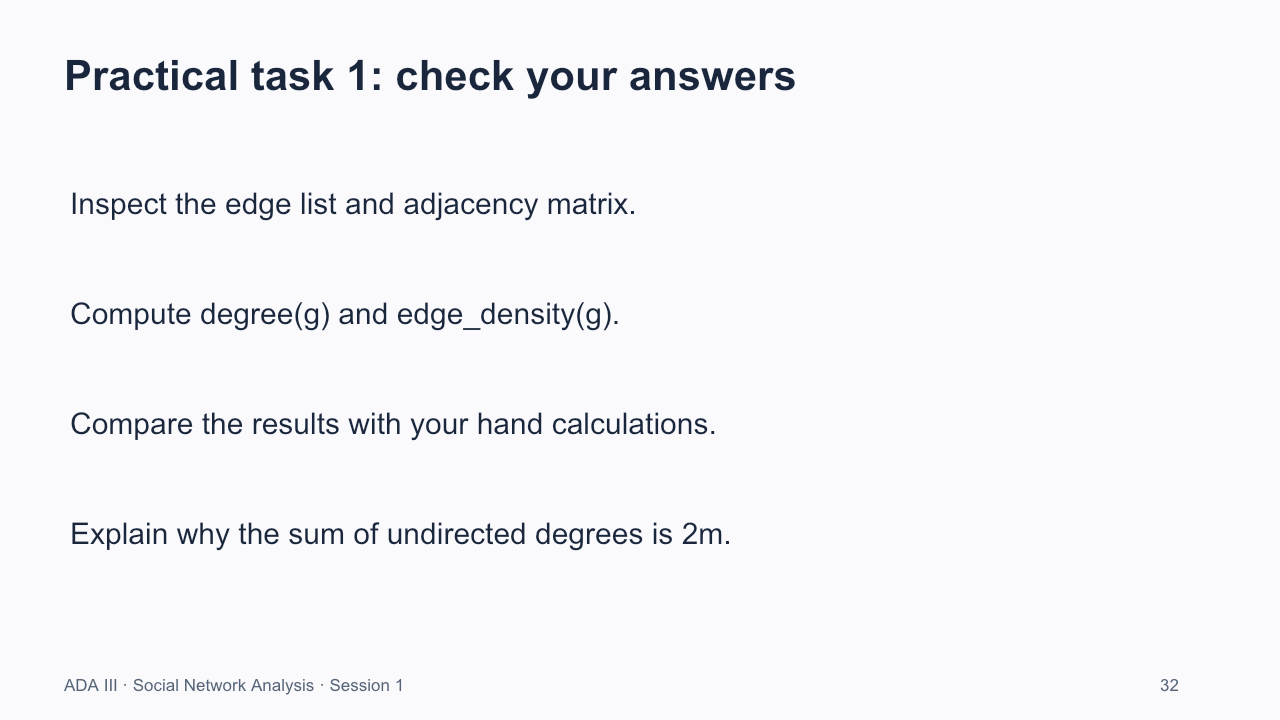 Practical task 1: check your answers
Inspect the edge list and adjacency matrix.
Compute degree(g) and edge_density(g).
Compare the results with your hand calculations.
Explain why the sum of undirected degrees is 2m.
ADA III · Social Network Analysis · Session 1
32